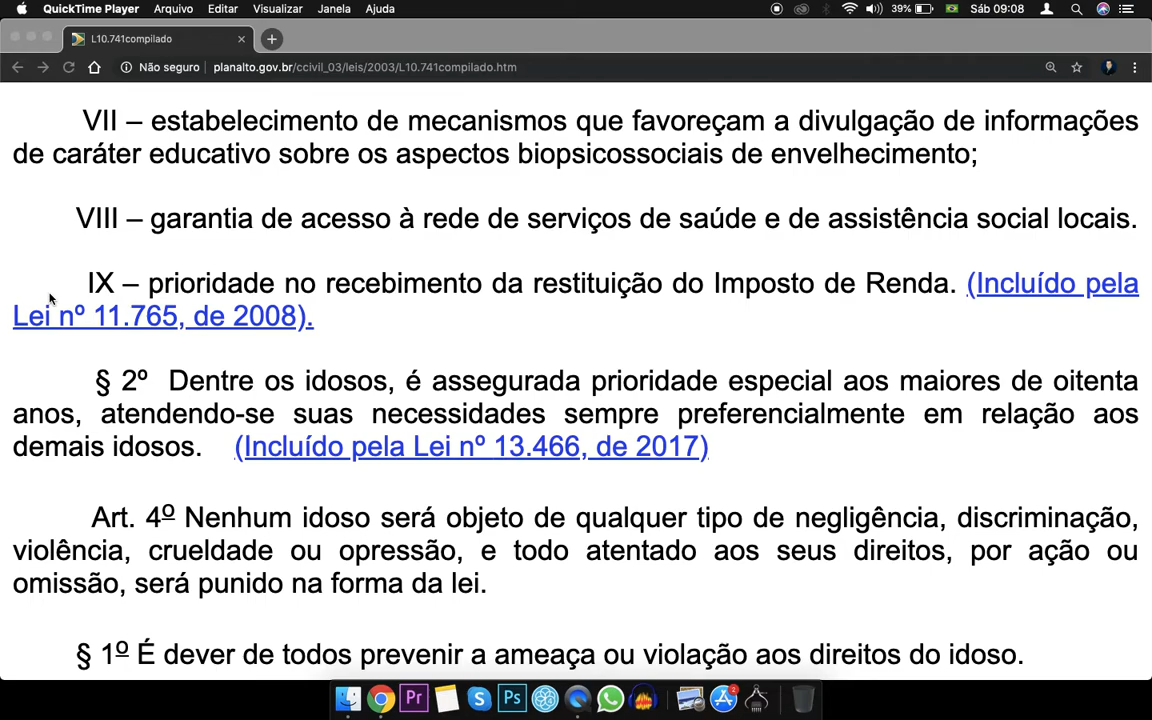 QuickTime Player Arquivo Editar Visualizar Janela Ajuda 39% Sáb 09:08
L10.741compilado
Não seguro planalto.gov.br/ccivil_03/leis/2003/L10.741compilado.htm
VII – estabelecimento de mecanismos que favoreçam a divulgação de informações
de caráter educativo sobre os aspectos biopsicossociais de envelhecimento;
VIII – garantia de acesso à rede de serviços de saúde e de assistência social locais.
IX – prioridade no recebimento da restituição do Imposto de Renda. (Incluído pela
Lei nº 11.765, de 2008).
§ 2º Dentre os idosos, é assegurada prioridade especial aos maiores de oitenta
anos, atendendo-se suas necessidades sempre preferencialmente em relação aos
demais idosos. (Incluído pela Lei nº 13.466, de 2017)
Art. 4º Nenhum idoso será objeto de qualquer tipo de negligência, discriminação,
violência, crueldade ou opressão, e todo atentado aos seus direitos, por ação ou
omissão, será punido na forma da lei.
§ 1º É dever de todos prevenir a ameaça ou violação aos direitos do idoso.
Pr Ps 2